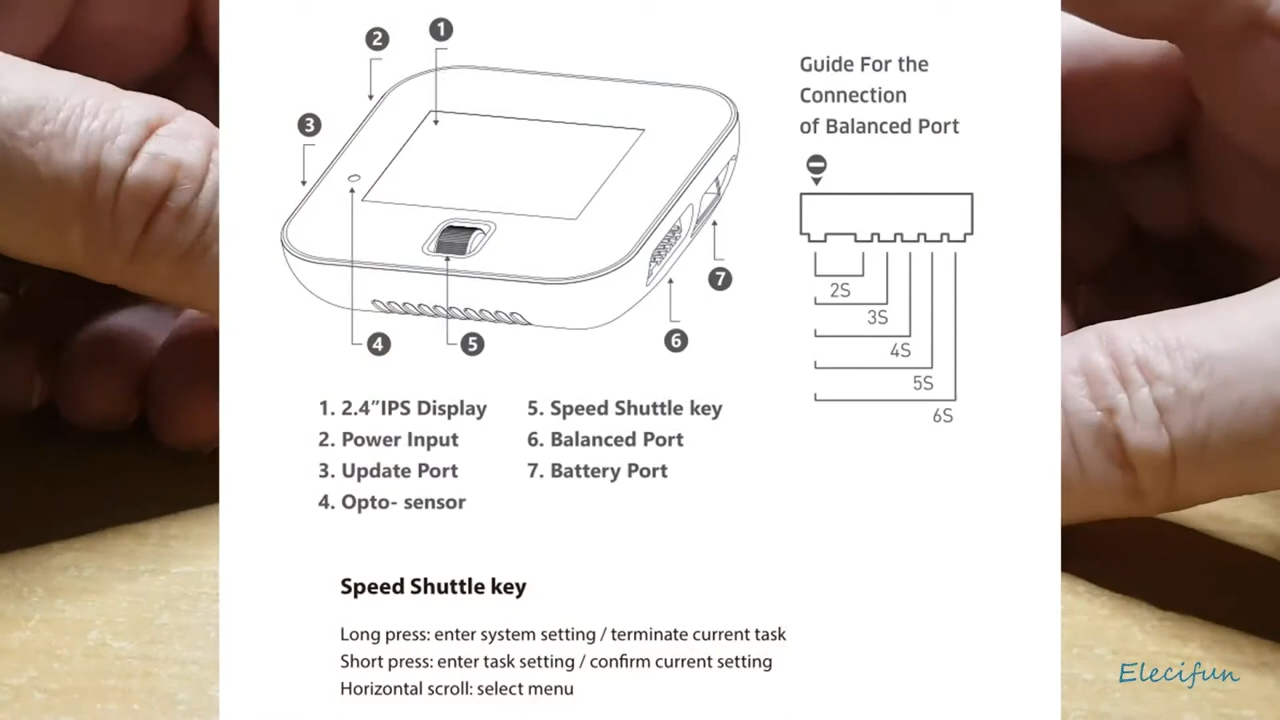 1
2
3
4
5
6
7
Guide For the
Connection
of Balanced Port
2S
3S
4S
5S
6S
1. 2.4”IPS Display
2. Power Input
3. Update Port
4. Opto- sensor
5. Speed Shuttle key
6. Balanced Port
7. Battery Port
Speed Shuttle key
Long press: enter system setting / terminate current task
Short press: enter task setting / confirm current setting
Horizontal scroll: select menu
Elecifun